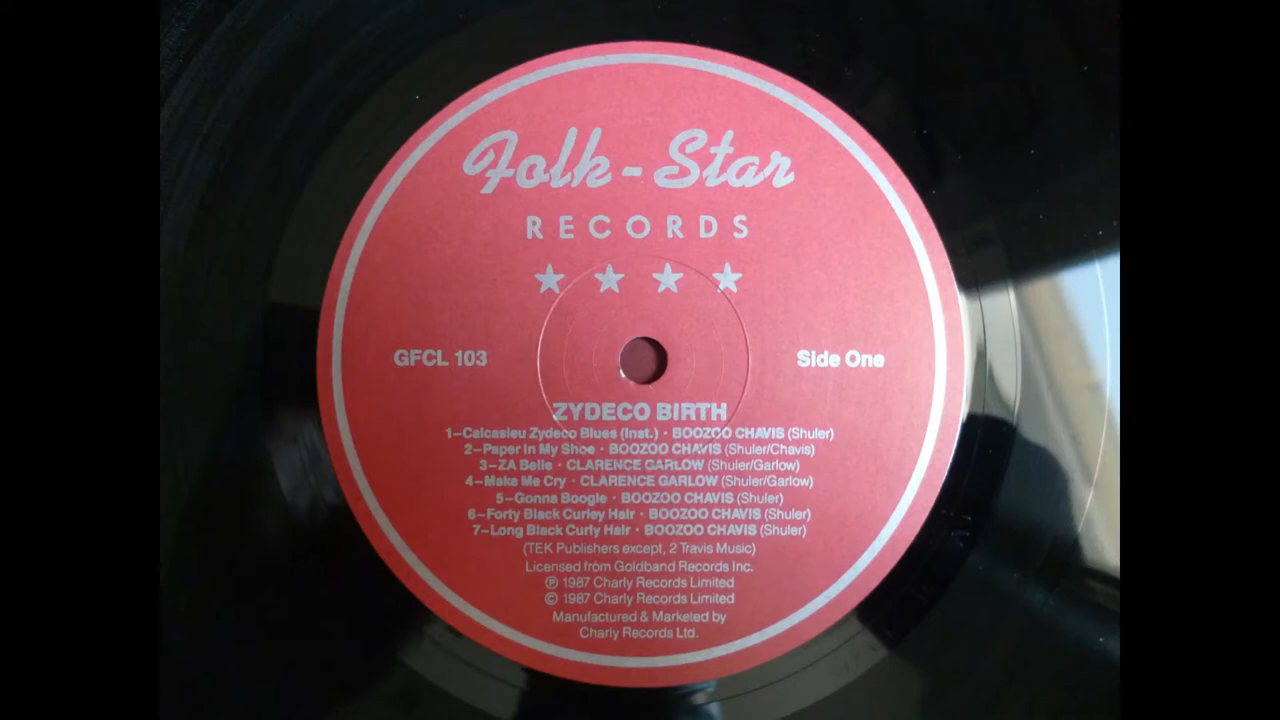 Folk-Star
RECORDS
★ ★ ★ ★
GFCL 103
Side One
ZYDECO BIRTH
1–Calcasieu Zydeco Blues (Inst.) · BOOZOO CHAVIS (Shuler)
2–Paper In My Shoe · BOOZOO CHAVIS (Shuler/Chavis)
3–ZA Belle · CLARENCE GARLOW (Shuler/Garlow)
4–Make Me Cry · CLARENCE GARLOW (Shuler/Garlow)
5–Gonna Boogie · BOOZOO CHAVIS (Shuler)
6–Forty Black Curley Hair · BOOZOO CHAVIS (Shuler)
7–Long Black Curly Hair · BOOZOO CHAVIS (Shuler)
(TEK Publishers except, 2 Travis Music)
Licensed from Goldband Records Inc.
℗ 1987 Charly Records Limited
© 1987 Charly Records Limited
Manufactured & Marketed by
Charly Records Ltd.